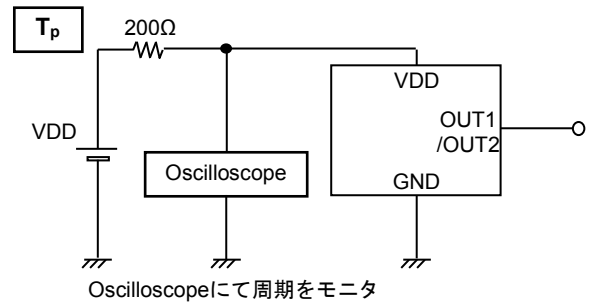 Tp
200Ω
VDD
VDD
OUT1
/OUT2
GND
Oscilloscope
Oscilloscopeにて周期をモニタ